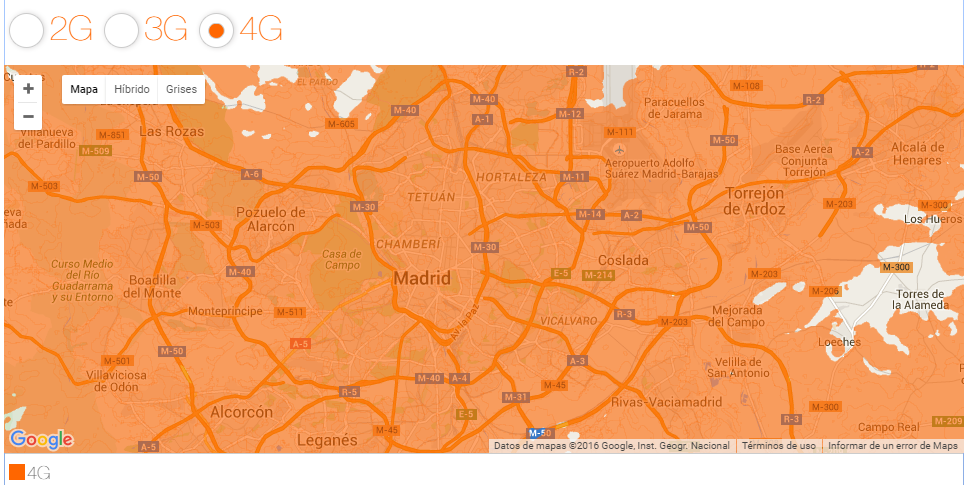 2G 3G 4G
+
−
Mapa Híbrido Grises
EL PARDO
R-2
M-108
M-40
R-2
M-40
A-1
M-12
Paracuellos
de Jarama
Villanueva
del Pardillo
M-851
Las Rozas
M-605
M-111
M-50
M-509
Base Aerea
Conjunta
Torrejón
A-2
Alcalá de
Henares
Aeropuerto Adolfo
Suárez Madrid-Barajas
M-503
M-50
A-6
HORTALEZA
M-11
TETUÁN
Torrejón
de Ardoz
M-203
M-300
Pozuelo de
Alarcón
M-30
M-14
A-2
M-503
M-50
Los Hueros
CHAMBERÍ
M-30
Casa de
Campo
Coslada
Curso Medio
del Rio
Guadarrama
y su Entorno
M-40
Madrid
E-5
M-214
M-203
M-300
Boadilla
del Monte
M-206
Torres de
la Alameda
Montepríncipe
M-511
Av. la Paz
VICÁLVARO
R-3
M-203
Mejorada
del Campo
A-5
Loeches
M-50
M-501
A-3
Velilla de
San Antonio
Villaviciosa
de Odón
R-5
M-40
A-4
M-45
M-31
Rivas-Vaciamadrid
M-300
Alcorcón
E-5
R-3
M-209
Campo Real
Leganés
M-45
M-50
A-5
Google
Datos de mapas ©2016 Google, Inst. Geogr. Nacional Términos de uso Informar de un error de Maps
4G